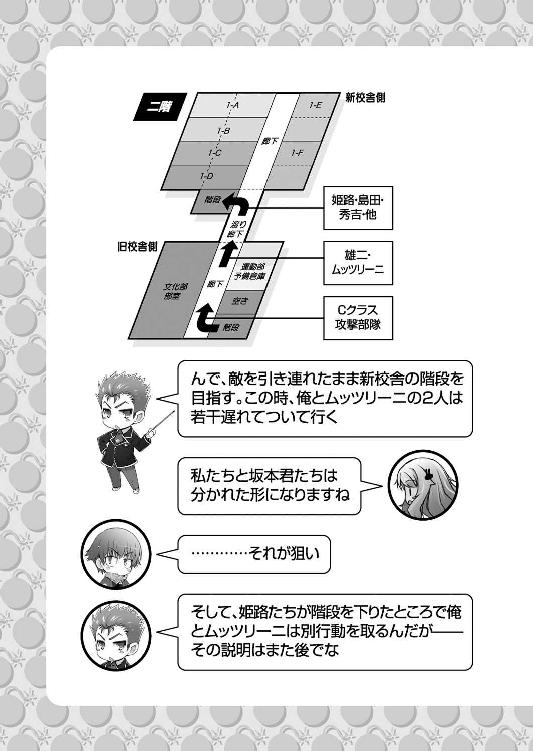 二階
新校舎側
1-A
1-E
1-B
廊下
1-C
1-F
1-D
階段
姫路・島田・
秀吉・他
渡り
廊下
旧校舎側
雄二・
ムッツリーニ
運動部
予備倉庫
文化部
部室
廊下
空き
Cクラス
攻撃部隊
階段
んで、敵を引き連れたまま新校舎の階段を
目指す。この時、俺とムッツリーニの2人は
若干遅れてついて行く
私たちと坂本君たちは
分かれた形になりますね
…………それが狙い
そして、姫路たちが階段を下りたところで俺
とムッツリーニは別行動を取るんだが――
その説明はまた後でな